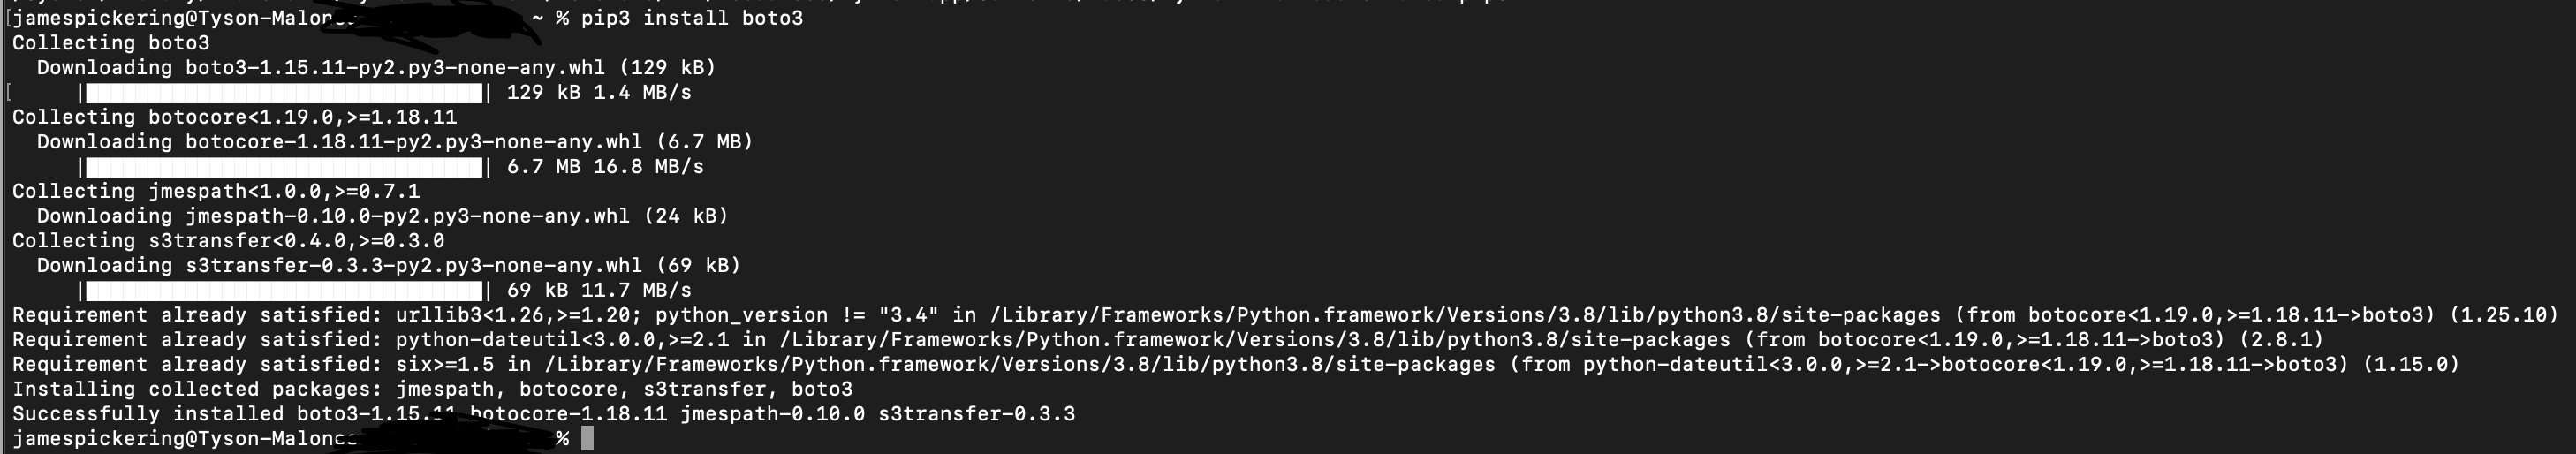 [jamespickering@Tyson-Malon ~ % pip3 install boto3
Collecting boto3
Downloading boto3-1.15.11-py2.py3-none-any.whl (129 kB)
[ |████████████████████████████████| 129 kB 1.4 MB/s
Collecting botocore<1.19.0,>=1.18.11
Downloading botocore-1.18.11-py2.py3-none-any.whl (6.7 MB)
|████████████████████████████████| 6.7 MB 16.8 MB/s
Collecting jmespath<1.0.0,>=0.7.1
Downloading jmespath-0.10.0-py2.py3-none-any.whl (24 kB)
Collecting s3transfer<0.4.0,>=0.3.0
Downloading s3transfer-0.3.3-py2.py3-none-any.whl (69 kB)
|████████████████████████████████| 69 kB 11.7 MB/s
Requirement already satisfied: urllib3<1.26,>=1.20; python_version != "3.4" in /Library/Frameworks/Python.framework/Versions/3.8/lib/python3.8/site-packages (from botocore<1.19.0,>=1.18.11->boto3) (1.25.10)
Requirement already satisfied: python-dateutil<3.0.0,>=2.1 in /Library/Frameworks/Python.framework/Versions/3.8/lib/python3.8/site-packages (from botocore<1.19.0,>=1.18.11->boto3) (2.8.1)
Requirement already satisfied: six>=1.5 in /Library/Frameworks/Python.framework/Versions/3.8/lib/python3.8/site-packages (from python-dateutil<3.0.0,>=2.1->botocore<1.19.0,>=1.18.11->boto3) (1.15.0)
Installing collected packages: jmespath, botocore, s3transfer, boto3
Successfully installed boto3-1.15.11 botocore-1.18.11 jmespath-0.10.0 s3transfer-0.3.3
jamespickering@Tyson-Malon %